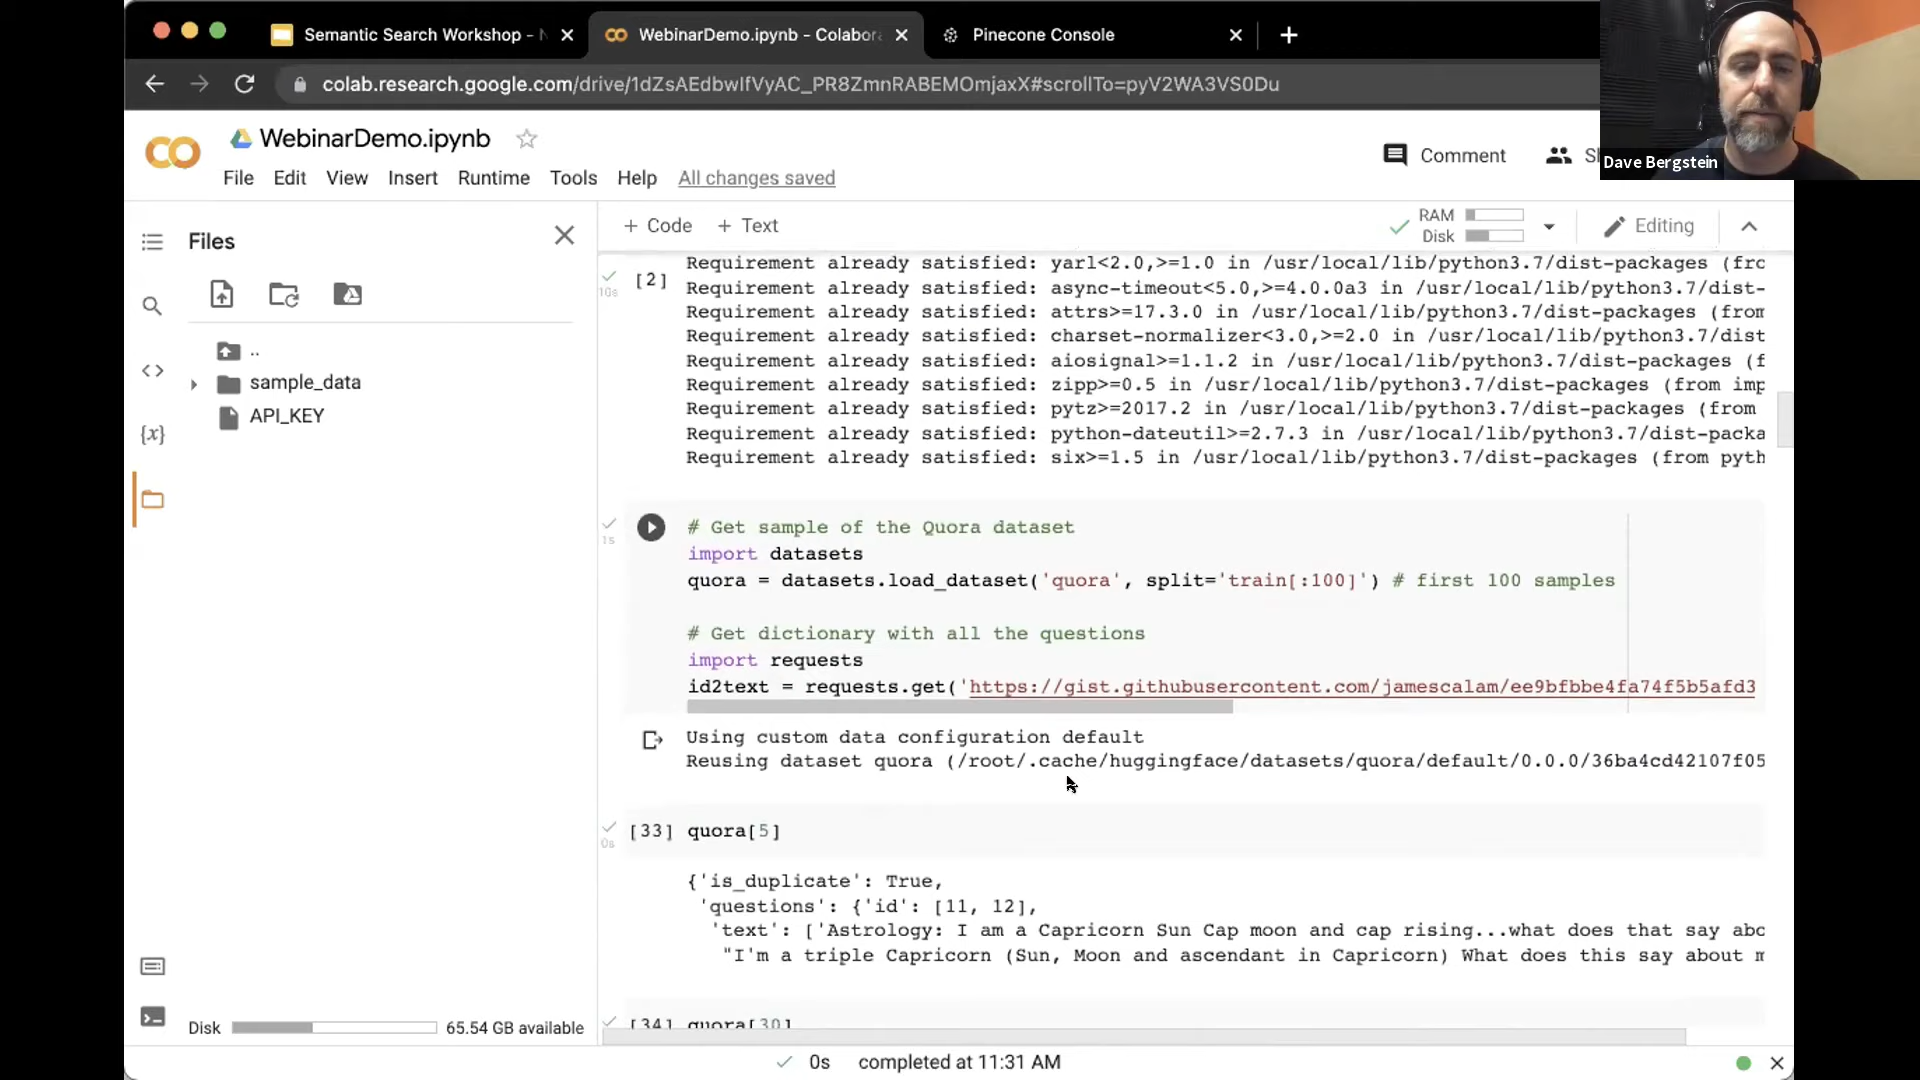 Semantic Search Workshop - N
WebinarDemo.ipynb - Colabor
Pinecone Console
colab.research.google.com/drive/1dZsAEdbwIfVyAC_PR8ZmnRABEMOmjaxX#scrollTo=pyV2WA3VS0Du
Dave Bergstein
CO
WebinarDemo.ipynb
Comment
File Edit View Insert Runtime Tools Help All changes saved
Files
+ Code + Text
RAM
Disk
Editing
..
sample_data
API_KEY
{x}
Disk 65.54 GB available
[2]
10s
Requirement already satisfied: yarl<2.0,>=1.0 in /usr/local/lib/python3.7/dist-packages (frc
Requirement already satisfied: async-timeout<5.0,>=4.0.0a3 in /usr/local/lib/python3.7/dist-
Requirement already satisfied: attrs>=17.3.0 in /usr/local/lib/python3.7/dist-packages (from
Requirement already satisfied: charset-normalizer<3.0,>=2.0 in /usr/local/lib/python3.7/dist
Requirement already satisfied: aiosignal>=1.1.2 in /usr/local/lib/python3.7/dist-packages (f
Requirement already satisfied: zipp>=0.5 in /usr/local/lib/python3.7/dist-packages (from imp
Requirement already satisfied: pytz>=2017.2 in /usr/local/lib/python3.7/dist-packages (from
Requirement already satisfied: python-dateutil>=2.7.3 in /usr/local/lib/python3.7/dist-packa
Requirement already satisfied: six>=1.5 in /usr/local/lib/python3.7/dist-packages (from pyth
1s
# Get sample of the Quora dataset
import datasets
quora = datasets.load_dataset('quora', split='train[:100]') # first 100 samples
# Get dictionary with all the questions
import requests
id2text = requests.get('https://gist.githubusercontent.com/jamescalam/ee9bfbbe4fa74f5b5afd3
Using custom data configuration default
Reusing dataset quora (/root/.cache/huggingface/datasets/quora/default/0.0.0/36ba4cd42107f05
0s
[33] quora[5]
{'is_duplicate': True,
'questions': {'id': [11, 12],
'text': ['Astrology: I am a Capricorn Sun Cap moon and cap rising...what does that say abo
"I'm a triple Capricorn (Sun, Moon and ascendant in Capricorn) What does this say about m
[34] quora[30]
0s completed at 11:31 AM